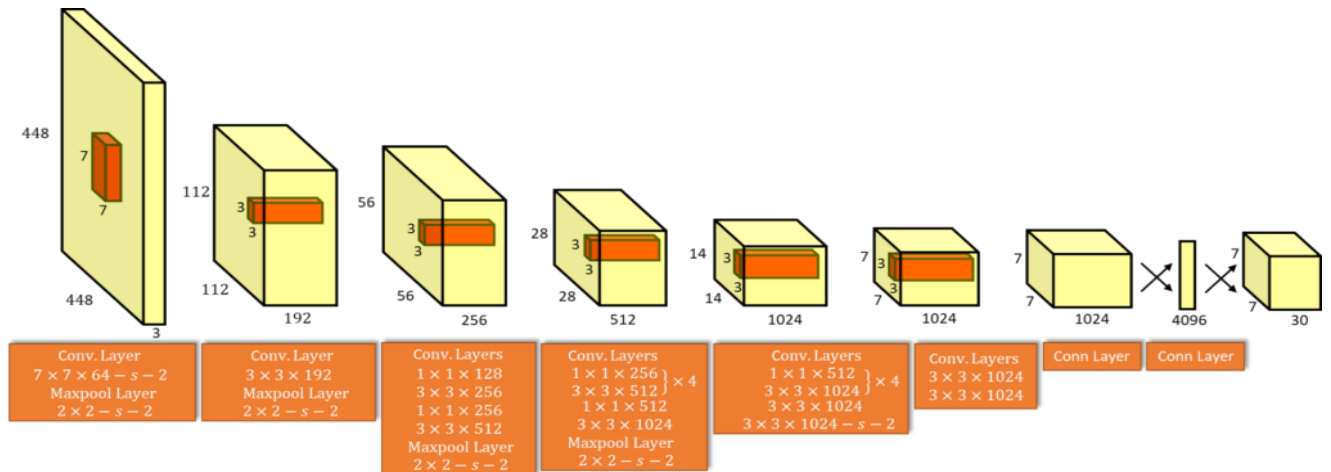 448
7
7
448
3
112
3
3
112
192
56
3
3
56
256
28
3
3
28
512
14
3
3
14
1024
7
3
3
7
1024
7
7
1024
4096
7
7
30
Conv. Layer
7 × 7 × 64 − s − 2
Maxpool Layer
2 × 2 − s − 2
Conv. Layer
3 × 3 × 192
Maxpool Layer
2 × 2 − s − 2
Conv. Layers
1 × 1 × 128
3 × 3 × 256
1 × 1 × 256
3 × 3 × 512
Maxpool Layer
2 × 2 − s − 2
Conv. Layers
1 × 1 × 256
3 × 3 × 512 } × 4
1 × 1 × 512
3 × 3 × 1024
Maxpool Layer
2 × 2 − s − 2
Conv. Layers
1 × 1 × 512
3 × 3 × 1024 } × 4
3 × 3 × 1024
3 × 3 × 1024 − s − 2
Conv. Layers
3 × 3 × 1024
3 × 3 × 1024
Conn Layer
Conn Layer